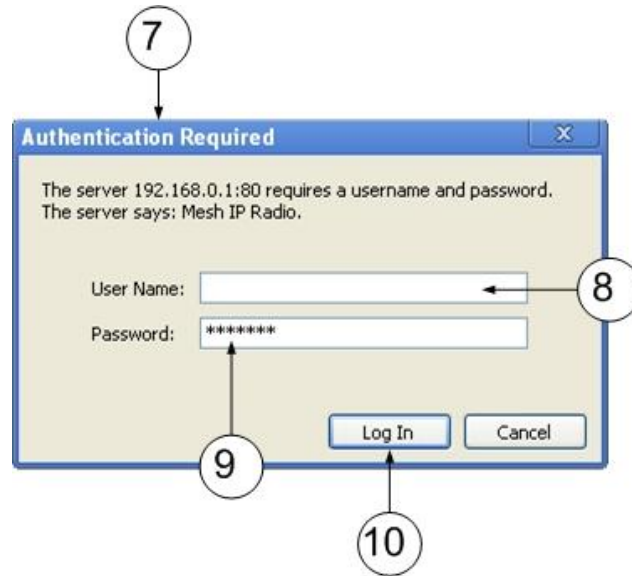 7
Authentication Required
X
The server 192.168.0.1:80 requires a username and password.
The server says: Mesh IP Radio.
User Name:
8
Password: *******
Log In Cancel
9
10